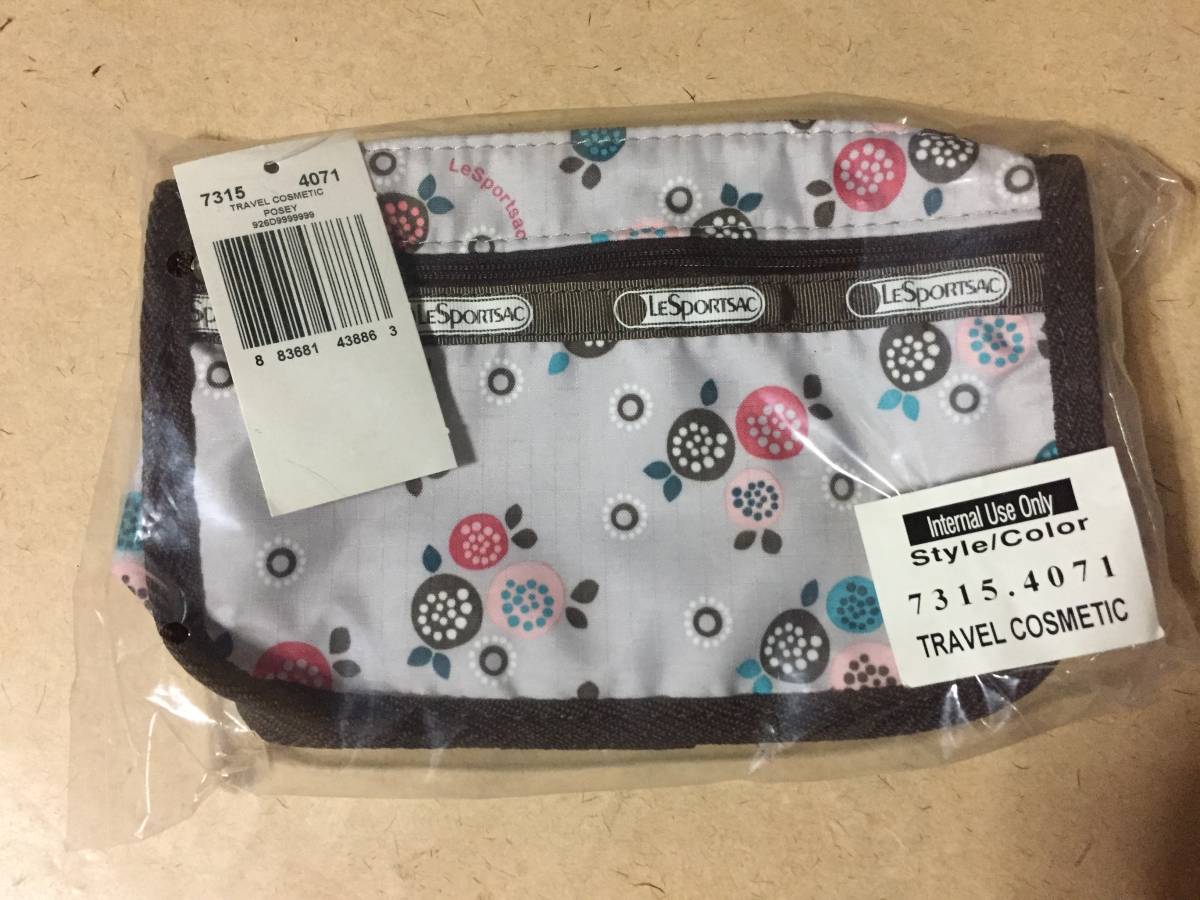 7315 4071
TRAVEL COSMETIC
POSEY
926D9999999
8 83681 43886 3
LeSportsac
LESPORTSAC
LESPORTSAC
LESPORTSAC
Internal Use Only
Style/Color
7315.4071
TRAVEL COSMETIC